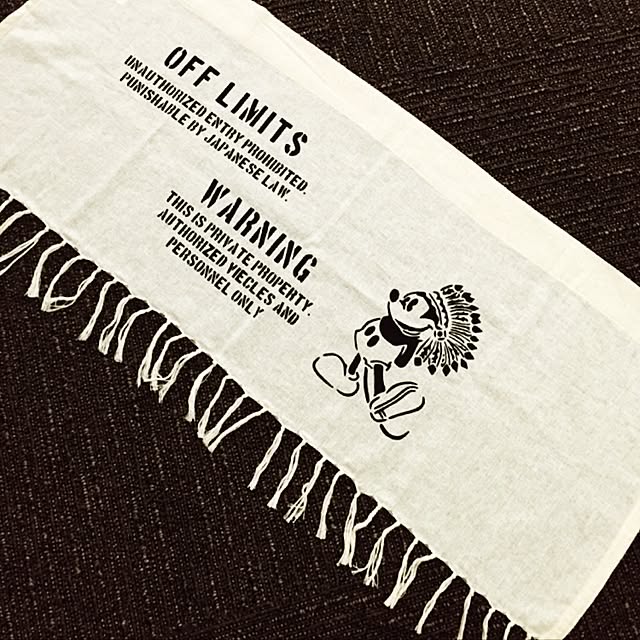 OFF LIMITS
UNAUTHORIZED ENTRY PROHIBITED.
PUNISHABLE BY JAPANESE LAW.
WARNING
THIS IS PRIVATE PROPERTY.
AUTHORIZED VIECLES AND
PERSONNEL ONLY